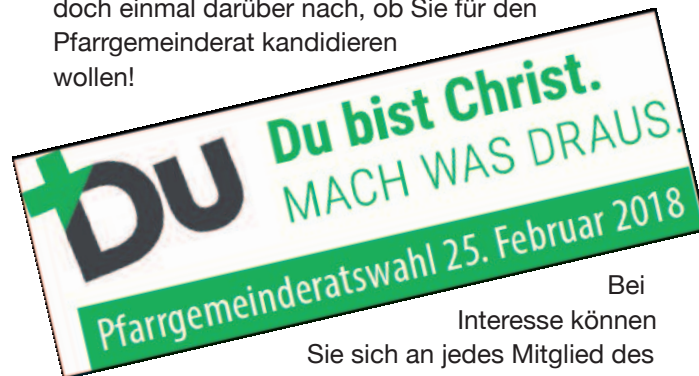 doch einmal darüber nach, ob Sie für den
Pfarrgemeinderat kandidieren
wollen!
DU
Du bist Christ.
MACH WAS DRAUS.
Pfarrgemeinderatswahl 25. Februar 2018
Bei
Interesse können
Sie sich an jedes Mitglied des